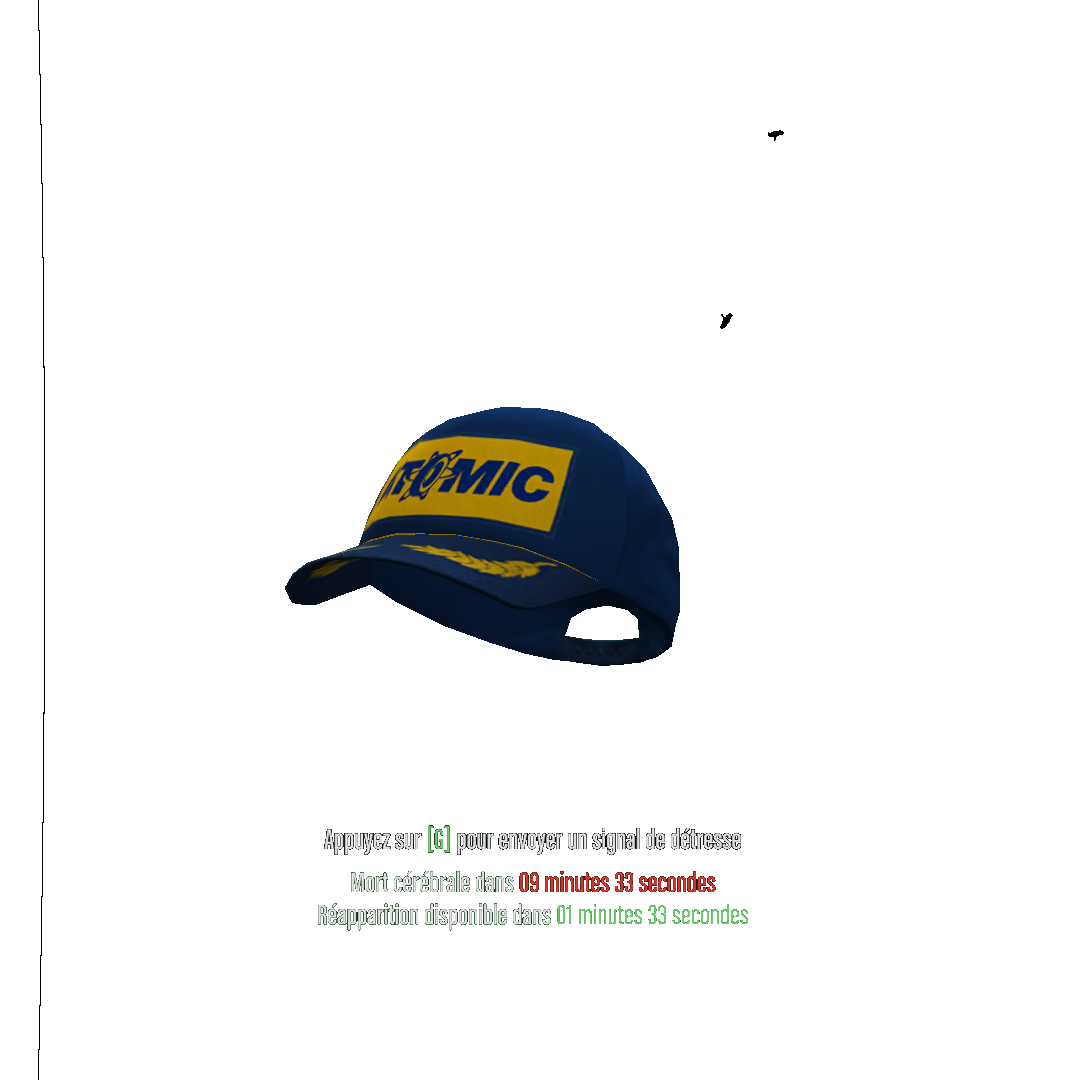 ATOMIC
Appuyez sur [G] pour envoyer un signal de détresse
Mort cérébrale dans 09 minutes 33 secondes
Réapparition disponible dans 01 minutes 33 secondes